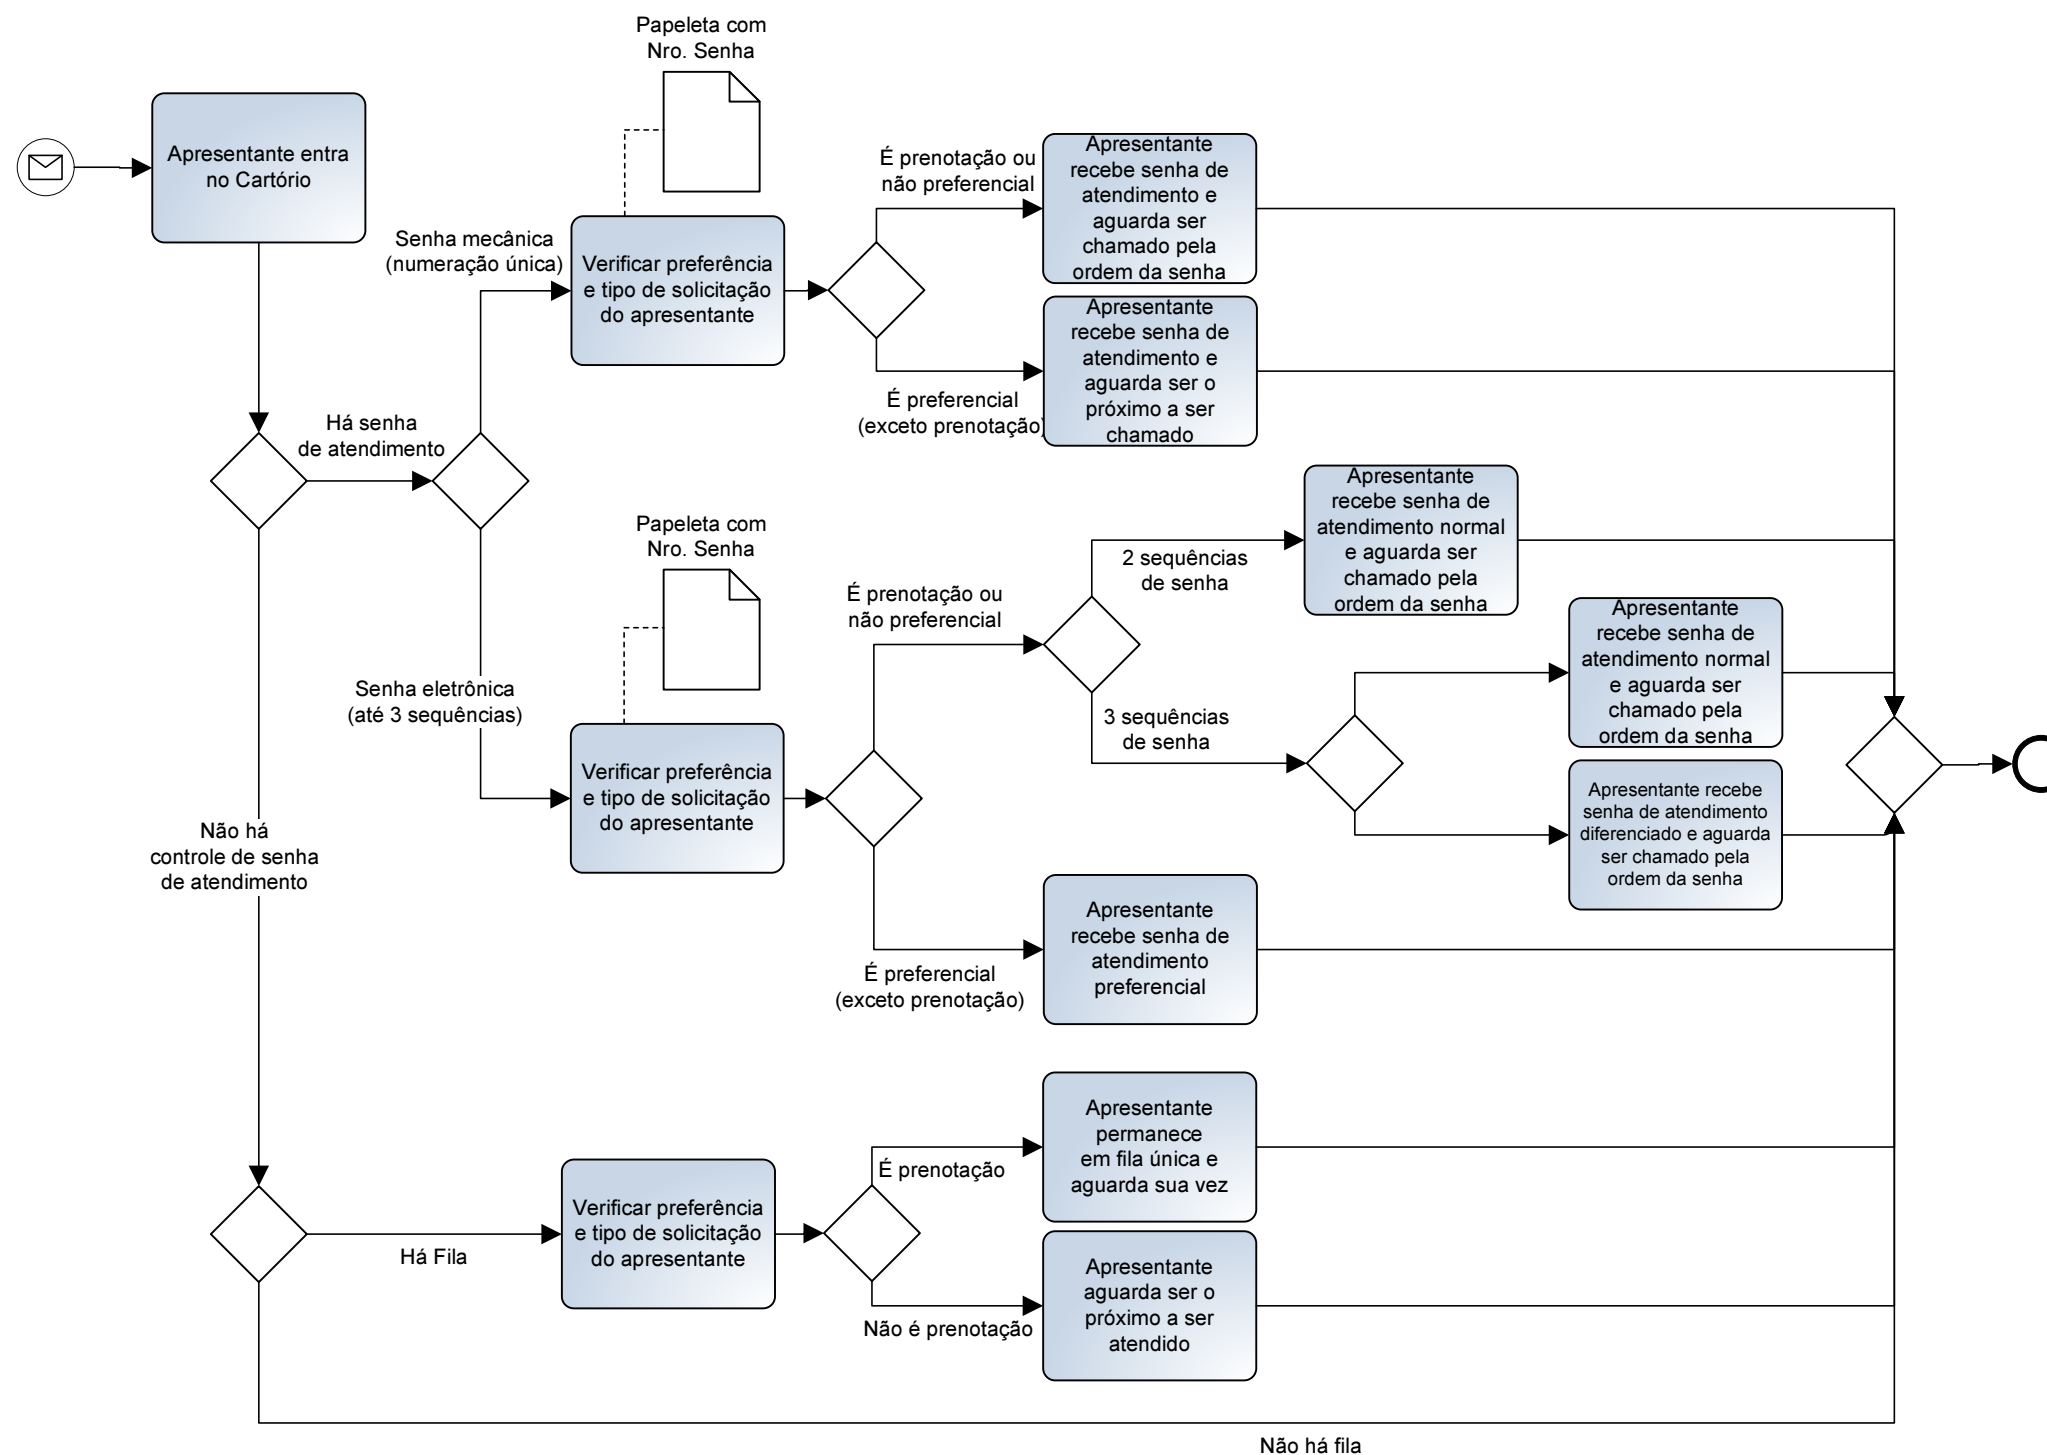 Papeleta com
Nro. Senha
Apresentante entra
no Cartório
Senha mecânica
(numeração única)
Verificar preferência
e tipo de solicitação
do apresentante
É prenotação ou
não preferencial
Apresentante
recebe senha de
atendimento e
aguarda ser
chamado pela
ordem da senha
É preferencial
(exceto prenotação)
Apresentante
recebe senha de
atendimento e
aguarda ser o
próximo a ser
chamado
Há senha
de atendimento
Papeleta com
Nro. Senha
Senha eletrônica
(até 3 sequências)
Verificar preferência
e tipo de solicitação
do apresentante
É prenotação ou
não preferencial
2 sequências
de senha
Apresentante
recebe senha de
atendimento normal
e aguarda ser
chamado pela
ordem da senha
3 sequências
de senha
Apresentante
recebe senha de
atendimento normal
e aguarda ser
chamado pela
ordem da senha
Apresentante recebe
senha de atendimento
diferenciado e aguarda
ser chamado pela
ordem da senha
É preferencial
(exceto prenotação)
Apresentante
recebe senha de
atendimento
preferencial
Não há
controle de senha
de atendimento
Há Fila
Verificar preferência
e tipo de solicitação
do apresentante
É prenotação
Apresentante
permanece
em fila única e
aguarda sua vez
Não é prenotação
Apresentante
aguarda ser o
próximo a ser
atendido
Não há fila